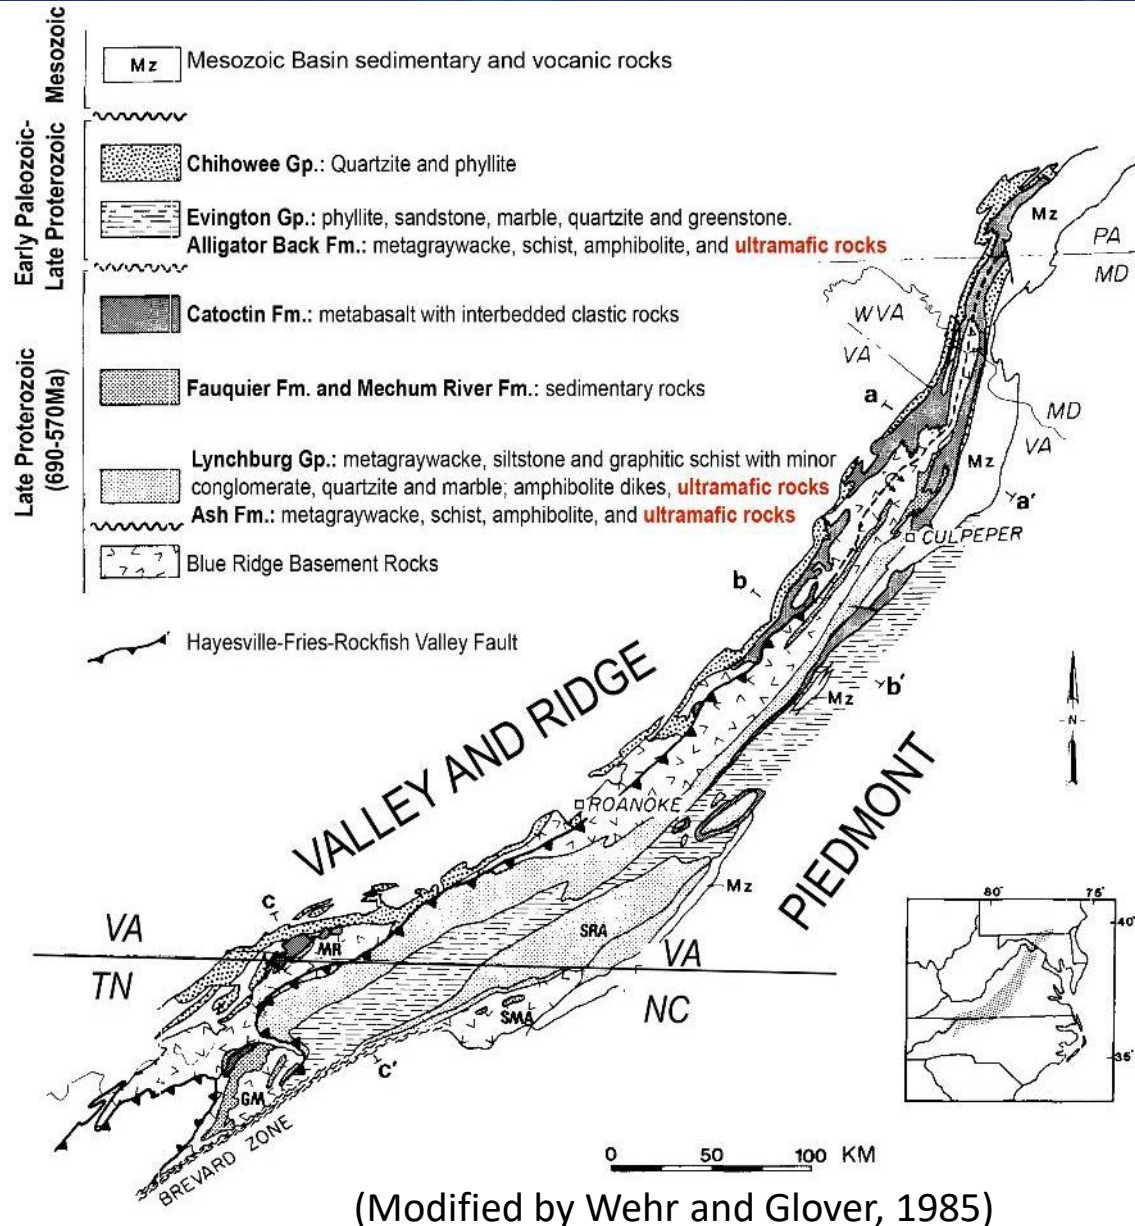 Mesozoic
Mz
Mesozoic Basin sedimentary and vocanic rocks
Early Paleozoic-
Late Proterozoic
Chihowee Gp.: Quartzite and phyllite
Evington Gp.: phyllite, sandstone, marble, quartzite and greenstone.
Alligator Back Fm.: metagraywacke, schist, amphibolite, and ultramafic rocks
Late Proterozoic
(690-570Ma)
Catoctin Fm.: metabasalt with interbedded clastic rocks
Fauquier Fm. and Mechum River Fm.: sedimentary rocks
Lynchburg Gp.: metagraywacke, siltstone and graphitic schist with minor
conglomerate, quartzite and marble; amphibolite dikes, ultramafic rocks
Ash Fm.: metagraywacke, schist, amphibolite, and ultramafic rocks
Blue Ridge Basement Rocks
Hayesville-Fries-Rockfish Valley Fault
Mz
PA
MD
WVA
VA
a
MD
VA
Mz
a'
CULPEPER
b
b'
Mz
N
VALLEY AND RIDGE
PIEDMONT
ROANOKE
Mz
c
VA
MR
SRA
VA
TN
NC
SMA
c'
GM
BREVARD ZONE
80°
75°
40°
35°
0 50 100 KM
(Modified by Wehr and Glover, 1985)